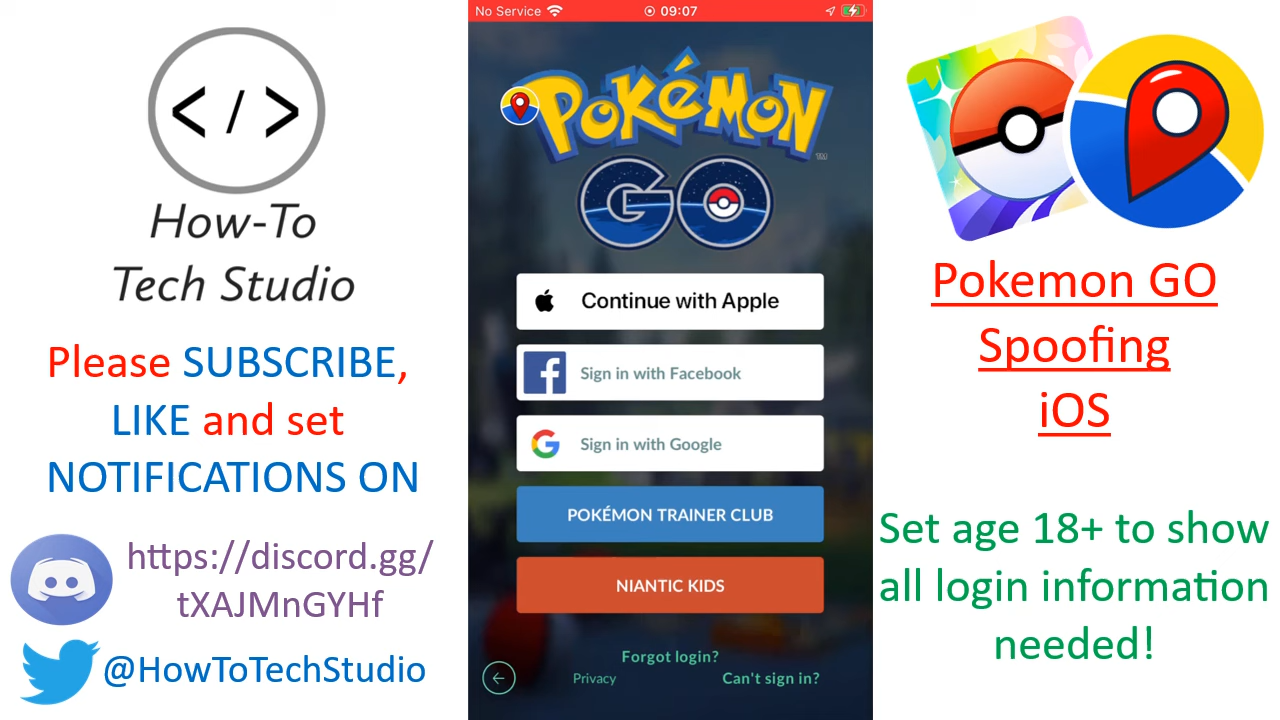 How-To
Tech Studio
Please SUBSCRIBE,
LIKE and set
NOTIFICATIONS ON
https://discord.gg/
tXAJMnGYHf
@HowToTechStudio
No Service 09:07
POKÉMON
TM
GO
Continue with Apple
Sign in with Facebook
Sign in with Google
POKÉMON TRAINER CLUB
NIANTIC KIDS
Forgot login?
Privacy
Can't sign in?
Pokemon GO
Spoofing
iOS
Set age 18+ to show
all login information
needed!